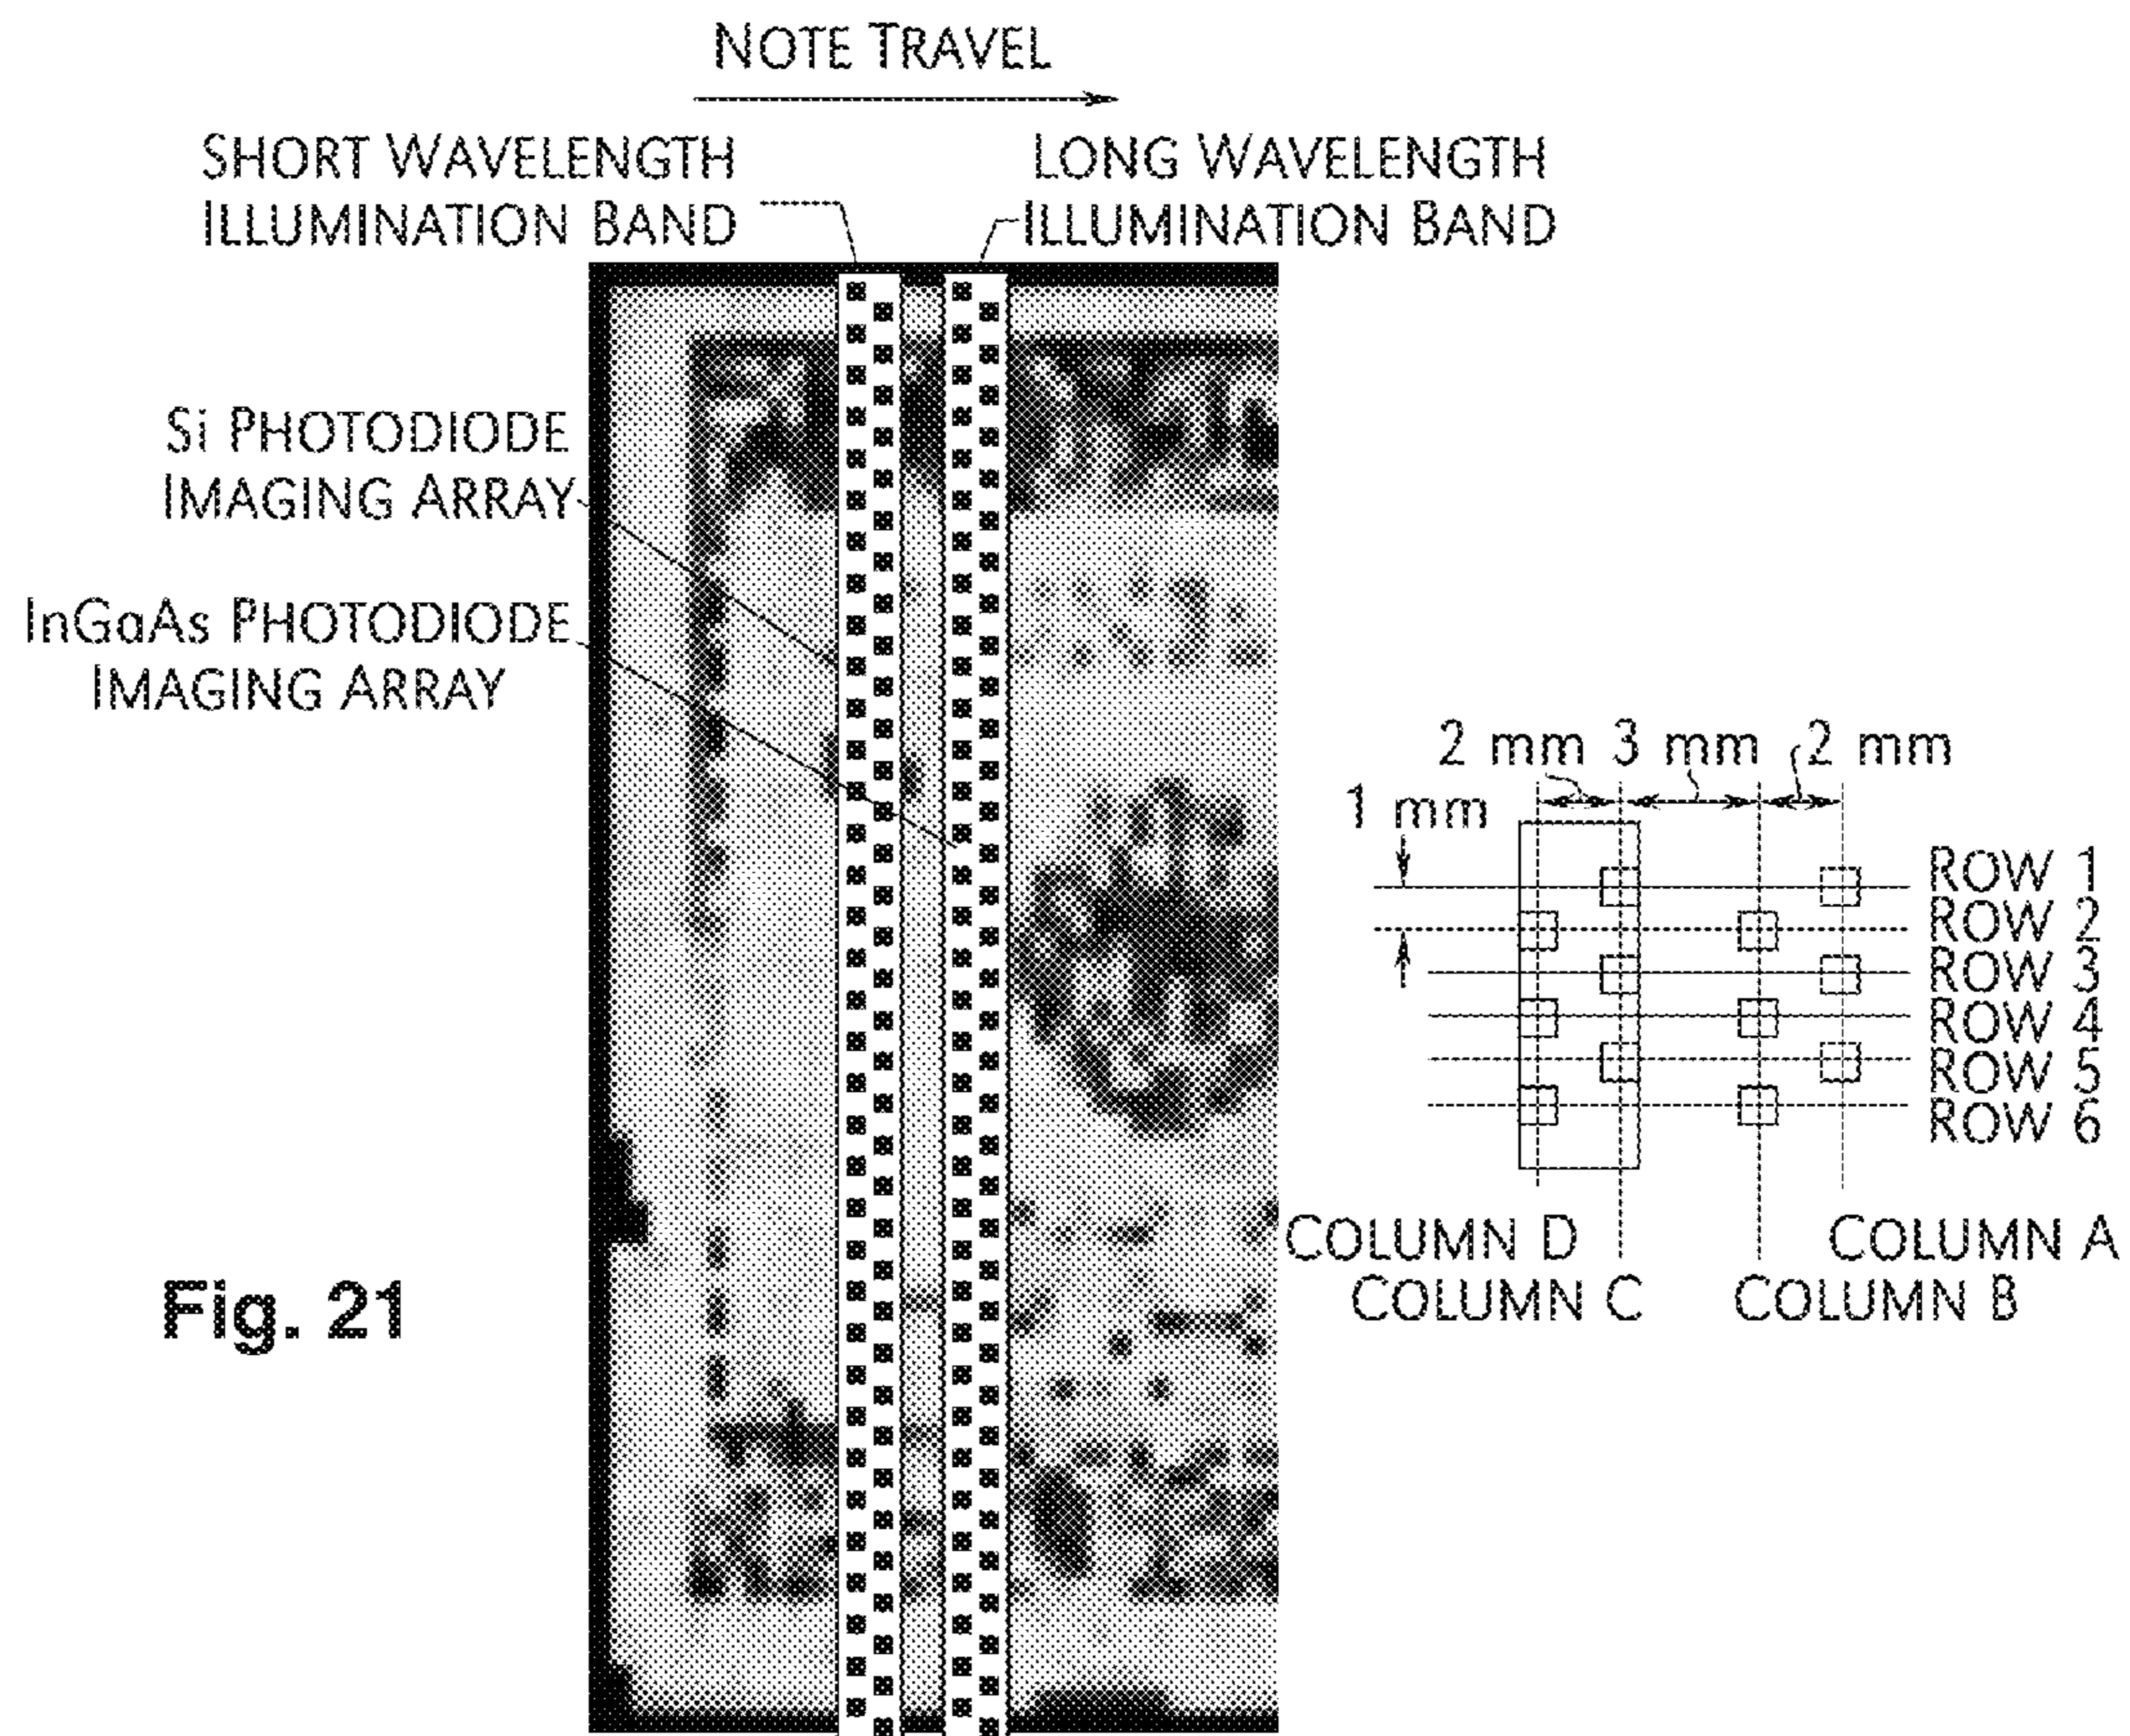 NOTE TRAVEL
SHORT WAVELENGTH
ILLUMINATION BAND
LONG WAVELENGTH
ILLUMINATION BAND
Si PHOTODIODE
IMAGING ARRAY
InGaAs PHOTODIODE
IMAGING ARRAY
2 mm 3 mm 2 mm
1 mm
ROW 1
ROW 2
ROW 3
ROW 4
ROW 5
ROW 6
COLUMN D COLUMN A
COLUMN C COLUMN B
Fig. 21